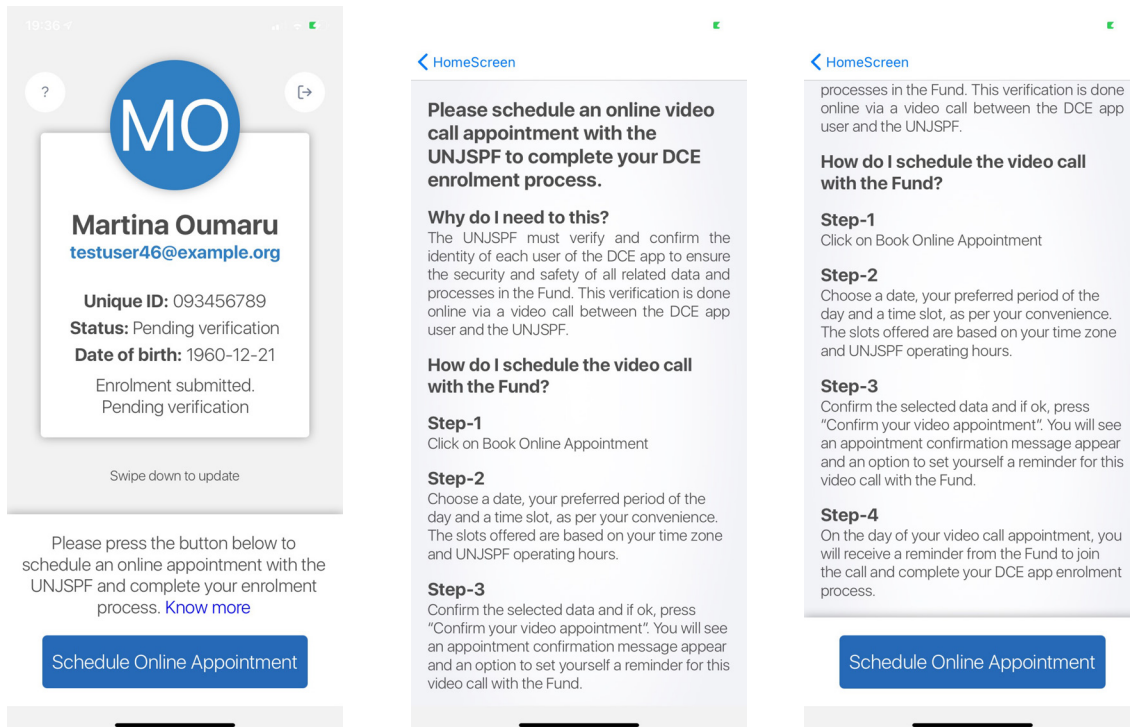 19:36
?
MO
Martina Oumaru
testuser46@example.org
Unique ID: 093456789
Status: Pending verification
Date of birth: 1960-12-21
Enrolment submitted.
Pending verification
Swipe down to update
Please press the button below to
schedule an online appointment with the
UNJSPF and complete your enrolment
process. Know more
Schedule Online Appointment
HomeScreen
Please schedule an online video
call appointment with the
UNJSPF to complete your DCE
enrolment process.
Why do I need to this?
The UNJSPF must verify and confirm the
identity of each user of the DCE app to ensure
the security and safety of all related data and
processes in the Fund. This verification is done
online via a video call between the DCE app
user and the UNJSPF.
How do I schedule the video call
with the Fund?
Step-1
Click on Book Online Appointment
Step-2
Choose a date, your preferred period of the
day and a time slot, as per your convenience.
The slots offered are based on your time zone
and UNJSPF operating hours.
Step-3
Confirm the selected data and if ok, press
“Confirm your video appointment”. You will see
an appointment confirmation message appear
and an option to set yourself a reminder for this
video call with the Fund.
HomeScreen
processes in the Fund. This verification is done
online via a video call between the DCE app
user and the UNJSPF.
How do I schedule the video call
with the Fund?
Step-1
Click on Book Online Appointment
Step-2
Choose a date, your preferred period of the
day and a time slot, as per your convenience.
The slots offered are based on your time zone
and UNJSPF operating hours.
Step-3
Confirm the selected data and if ok, press
“Confirm your video appointment”. You will see
an appointment confirmation message appear
and an option to set yourself a reminder for this
video call with the Fund.
Step-4
On the day of your video call appointment, you
will receive a reminder from the Fund to join
the call and complete your DCE app enrolment
process.
Schedule Online Appointment